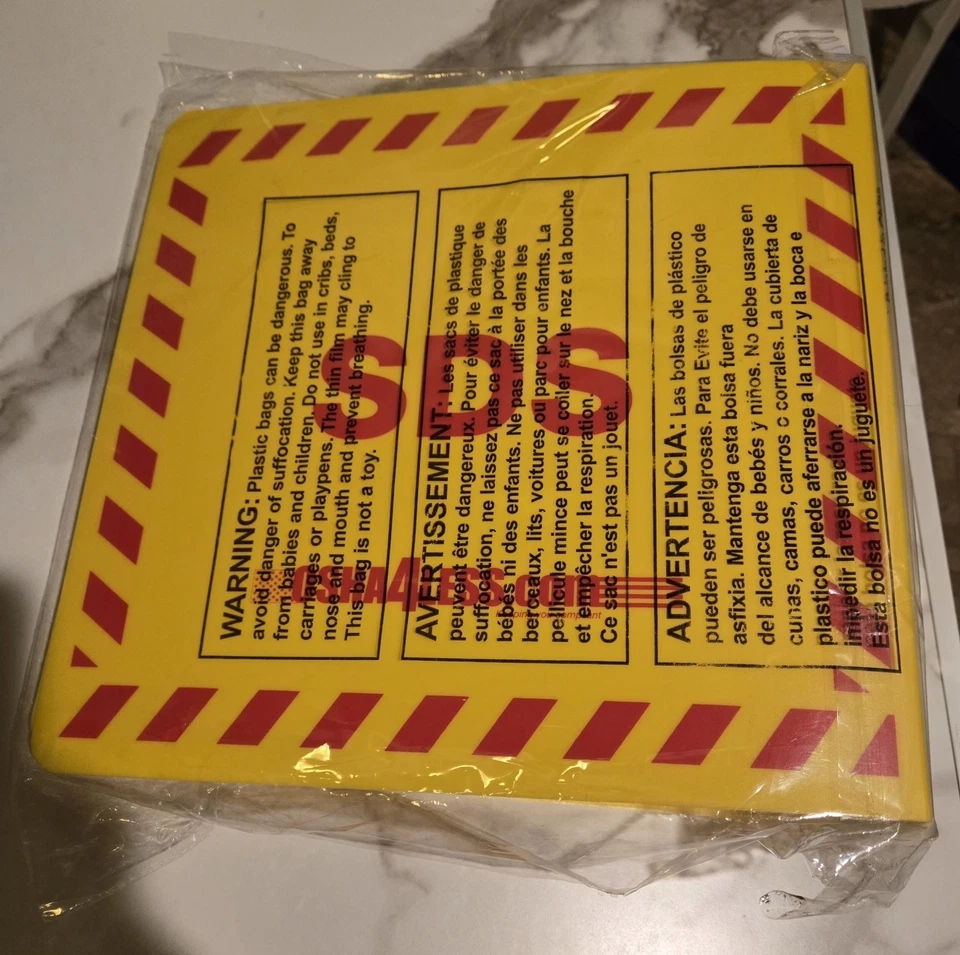 WARNING: Plastic bags can be dangerous. To
avoid danger of suffocation. Keep this bag away
from babies and children. Do not use in cribs, beds,
carriages or playpens. The thin film may cling to
nose and mouth and prevent breathing.
This bag is not a toy.
AVERTISSEMENT: Les sacs de plastique
peuvent être dangereux. Pour éviter le danger de
suffocation, ne laissez pas ce sac à la portée des
bébes ni des enfants. Ne pas utiliser dans les
berceaux, lits, voitures ou parc pour enfants. La
pellicule mince peut se coller sur le nez et la bouche
et empêcher la respiration
Ce sac n'est pas un jouet.
ADVERTENCIA: Las bolsas de plástico
pueden ser peligrosas. Para Evite el peligro de
asfixia. Mantenga esta bolsa fuera
del alcance de bebés y niños. No debe usarse en
cunas, camas, carros o corrales. La cubierta de
plástico puede aferrarse a la nariz y la boca e
impedir la respiración.
Esta bolsa no es un juguete.
SDS
OSHA4LESS.com